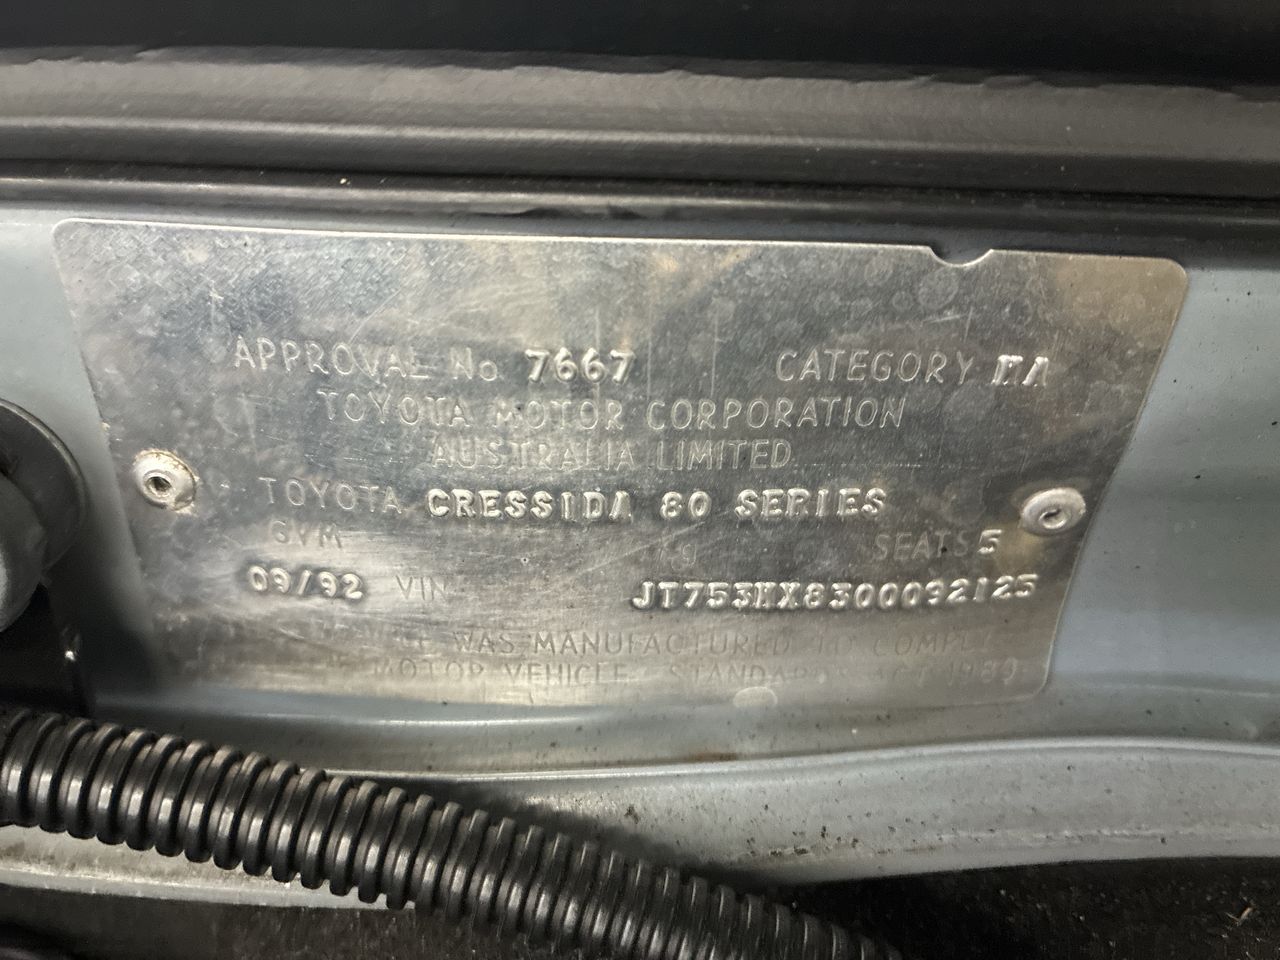 APPROVAL No 7667 CATEGORY MA
TOYOTA MOTOR CORPORATION
AUSTRALIA LIMITED
TOYOTA CRESSIDA 80 SERIES
GVM kg SEATS 5
09/92 VIN JT753MX8300092125
WAS MANUFACTURED TO COMPLY
MOTOR VEHICLE STANDARDS ACT 1989